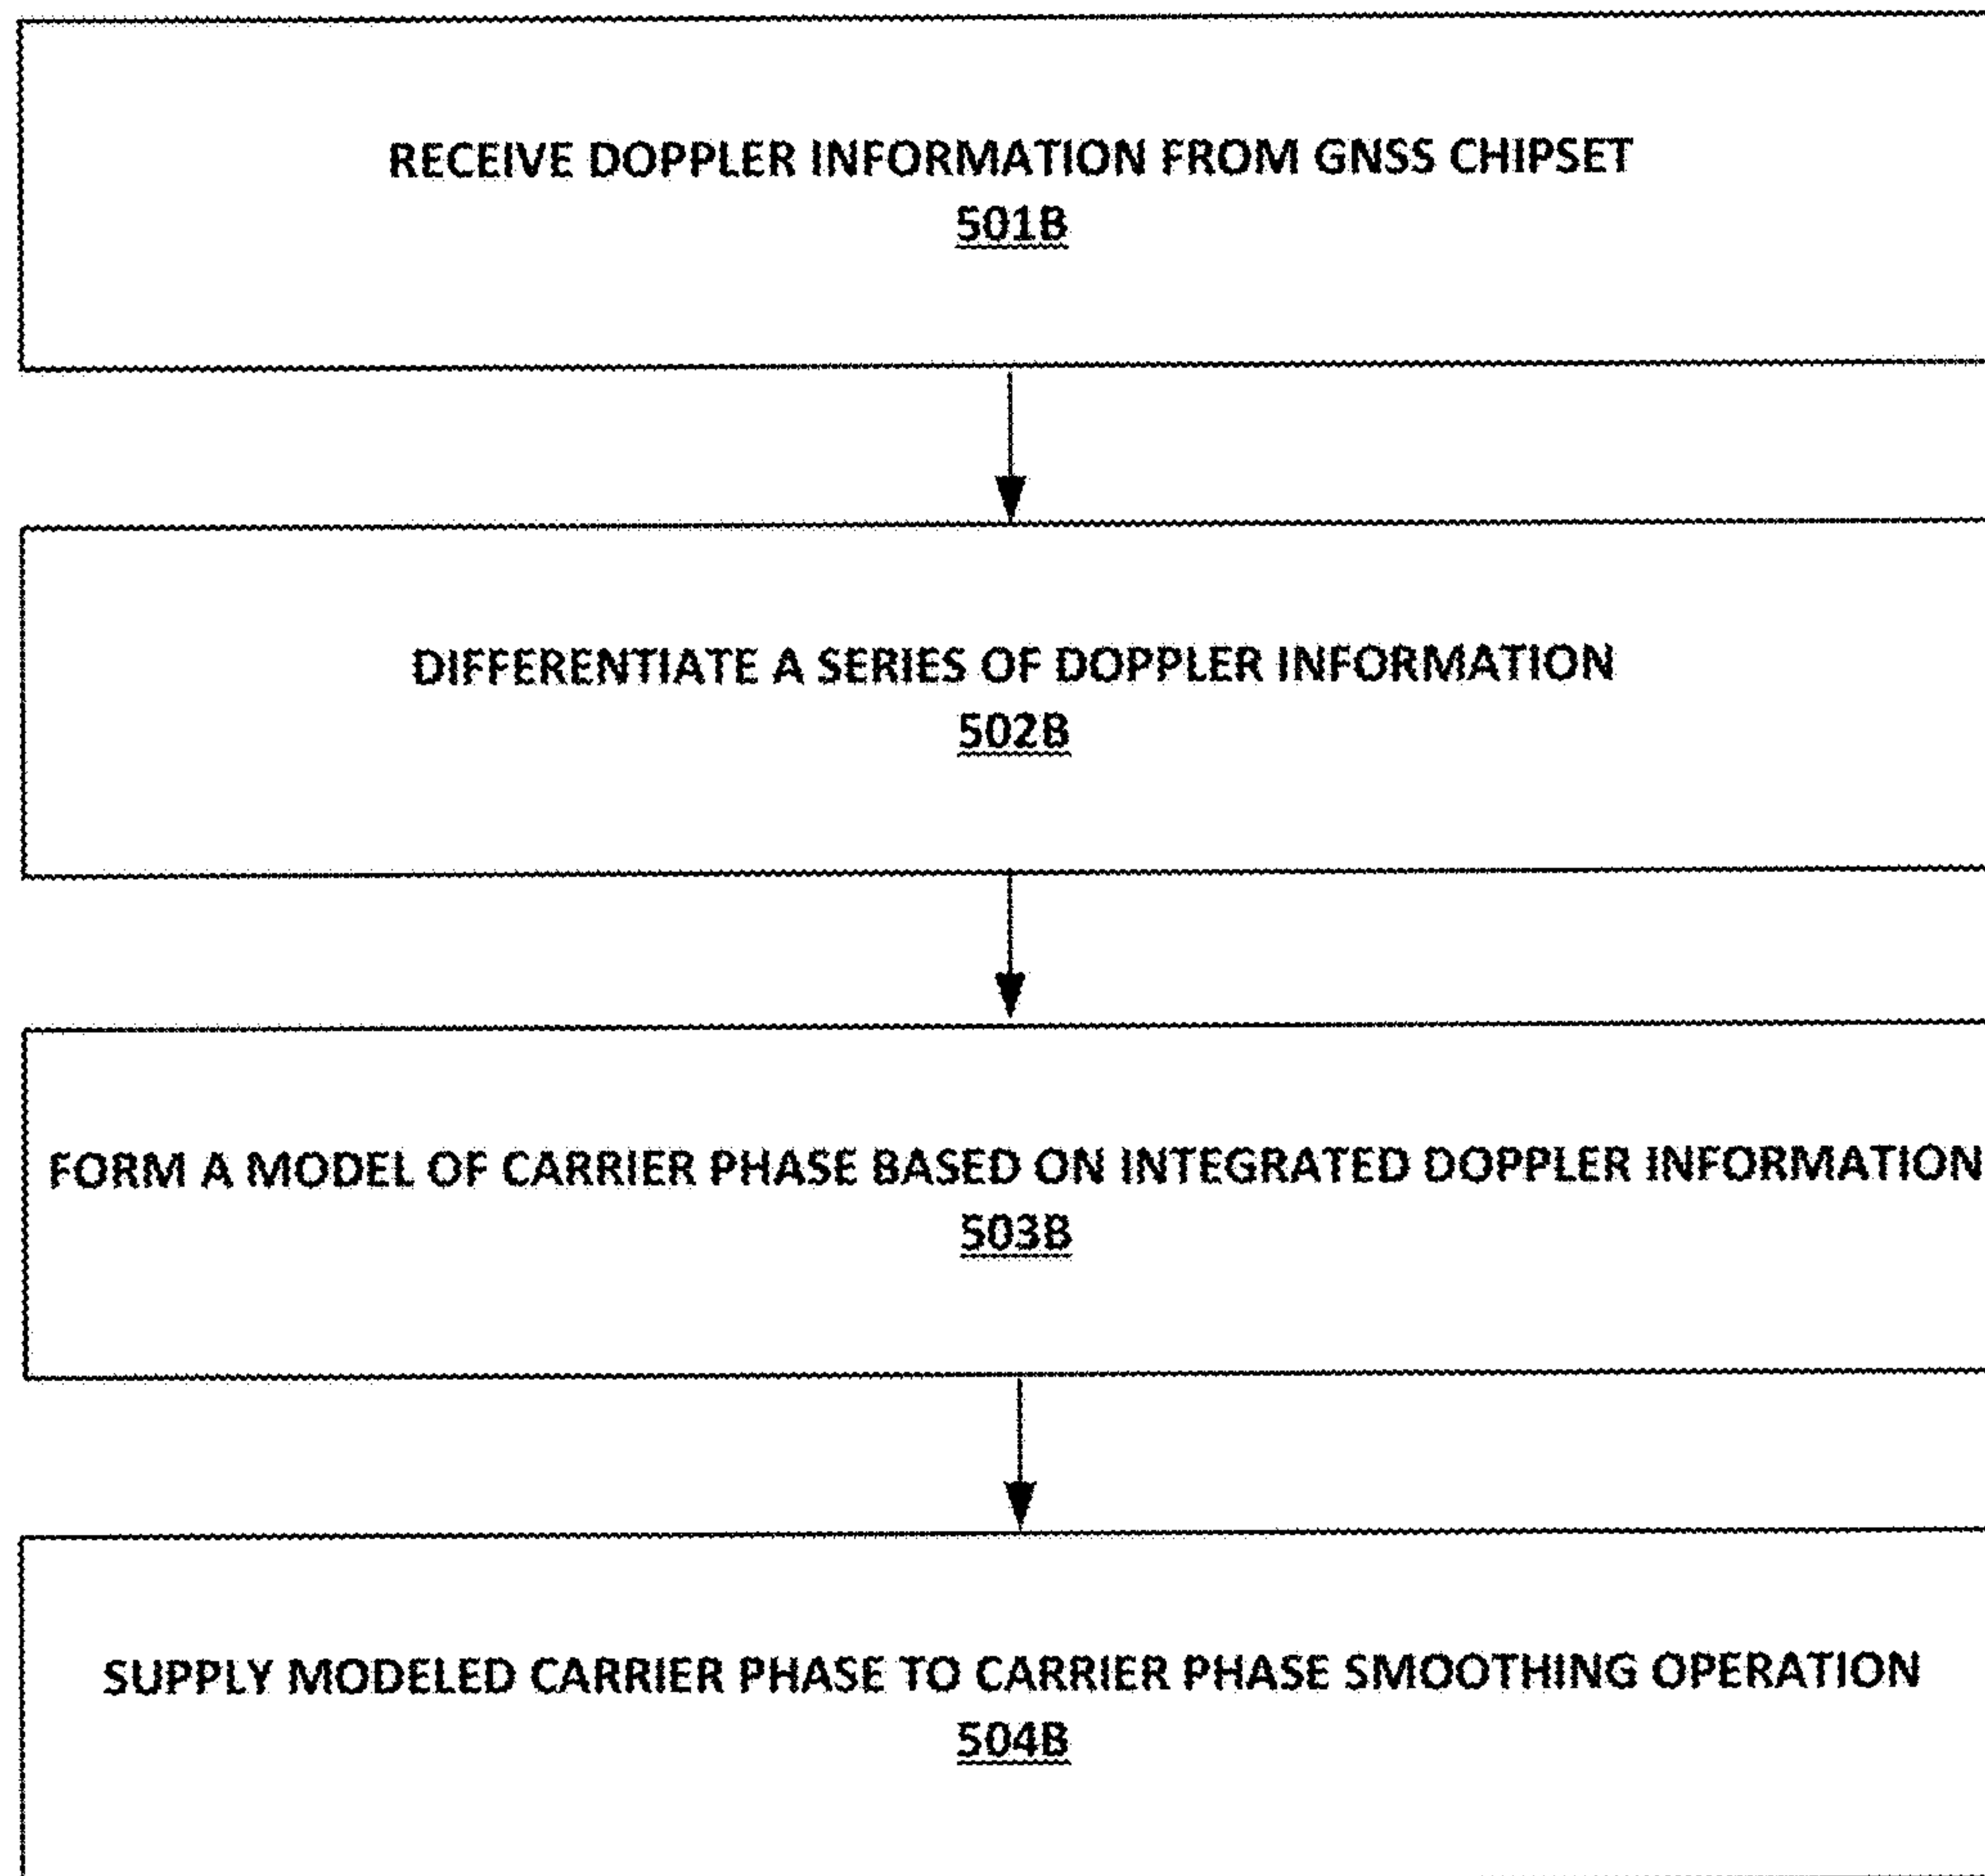 RECEIVE DOPPLER INFORMATION FROM GNSS CHIPSET
501B
DIFFERENTIATE A SERIES OF DOPPLER INFORMATION
502B
FORM A MODEL OF CARRIER PHASE BASED ON INTEGRATED DOPPLER INFORMATION
503B
SUPPLY MODELED CARRIER PHASE TO CARRIER PHASE SMOOTHING OPERATION
504B